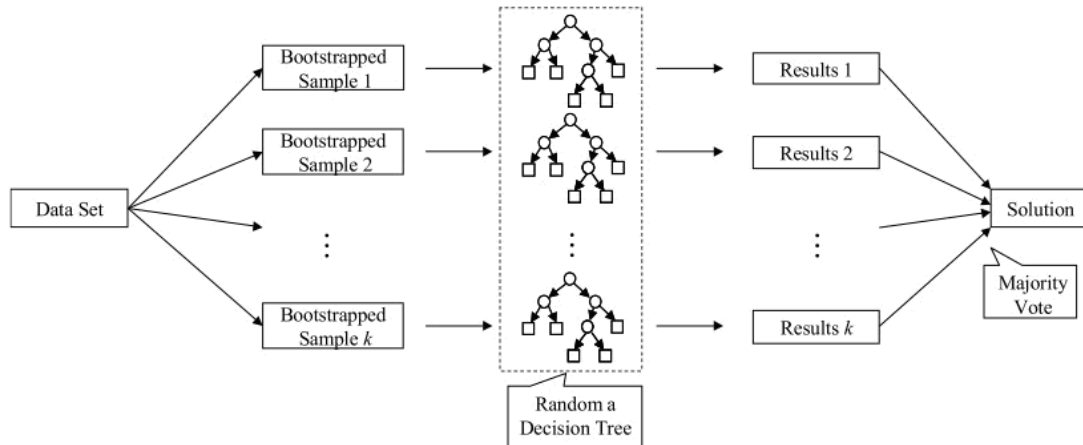 Data Set
Bootstrapped
Sample 1
Bootstrapped
Sample 2
Bootstrapped
Sample k
Random a
Decision Tree
Results 1
Results 2
Results k
Solution
Majority
Vote